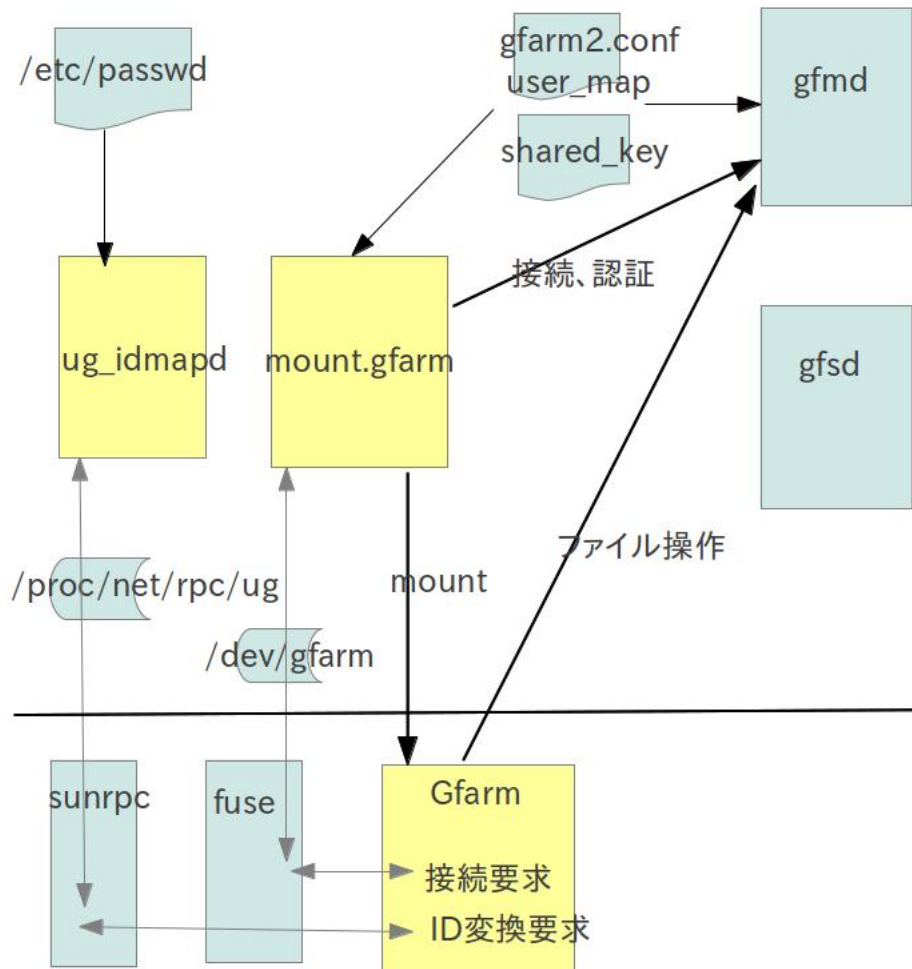 /etc/passwd
gfarm2.conf
user_map
gfmd
shared_key
接続、認証
ug_idmapd
mount.gfarm
gfsd
ファイル操作
/proc/net/rpc/ug
mount
/dev/gfarm
sunrpc
fuse
Gfarm
接続要求
ID変換要求